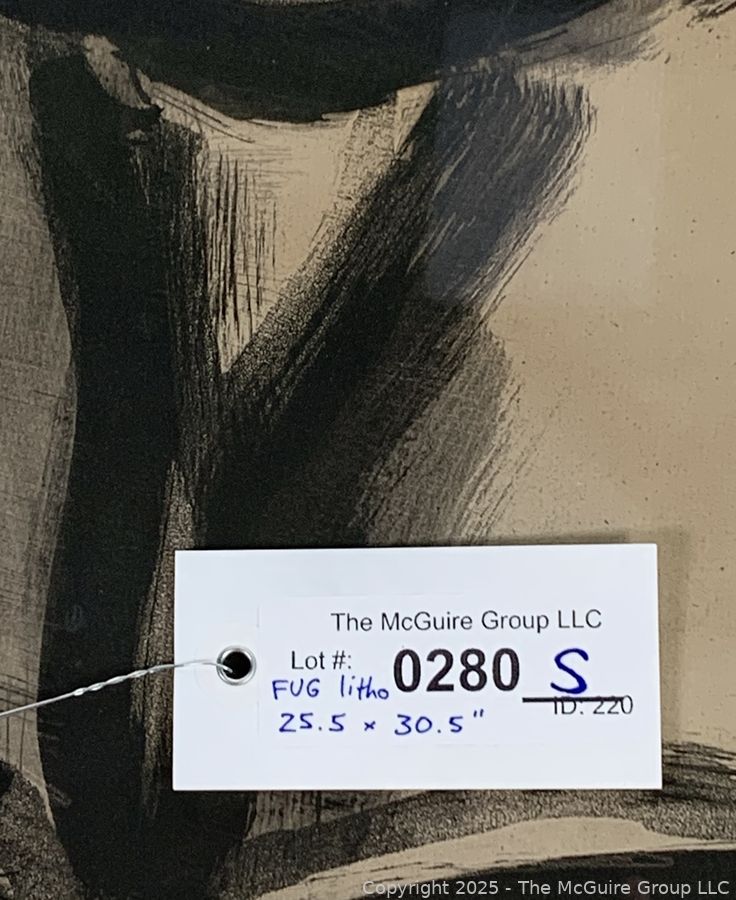 The McGuire Group LLC
Lot #: 0280 S
FUG litho
ID: 220
25.5 x 30.5"
Copyright 2025 - The McGuire Group LLC